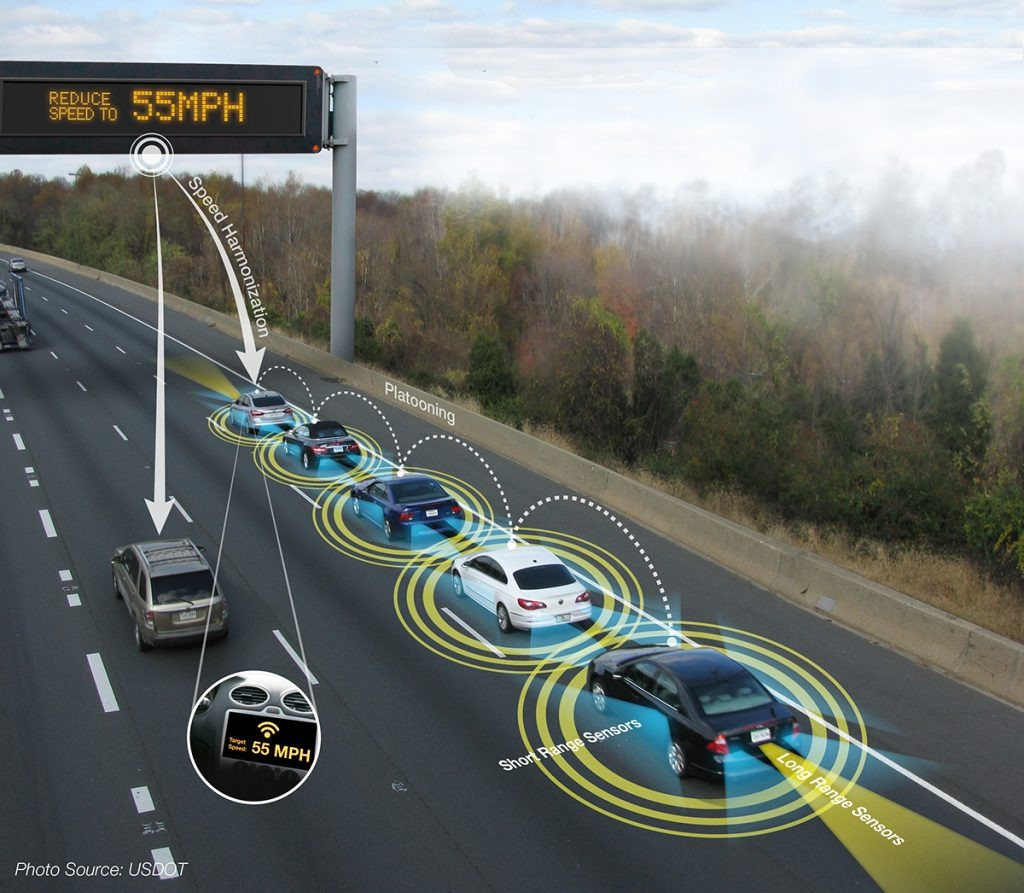 REDUCE
SPEED TO
55MPH
Speed Harmonization
Platooning
Short Range Sensors
Long Range Sensors
Target
Speed:
55 MPH
Photo Source: USDOT